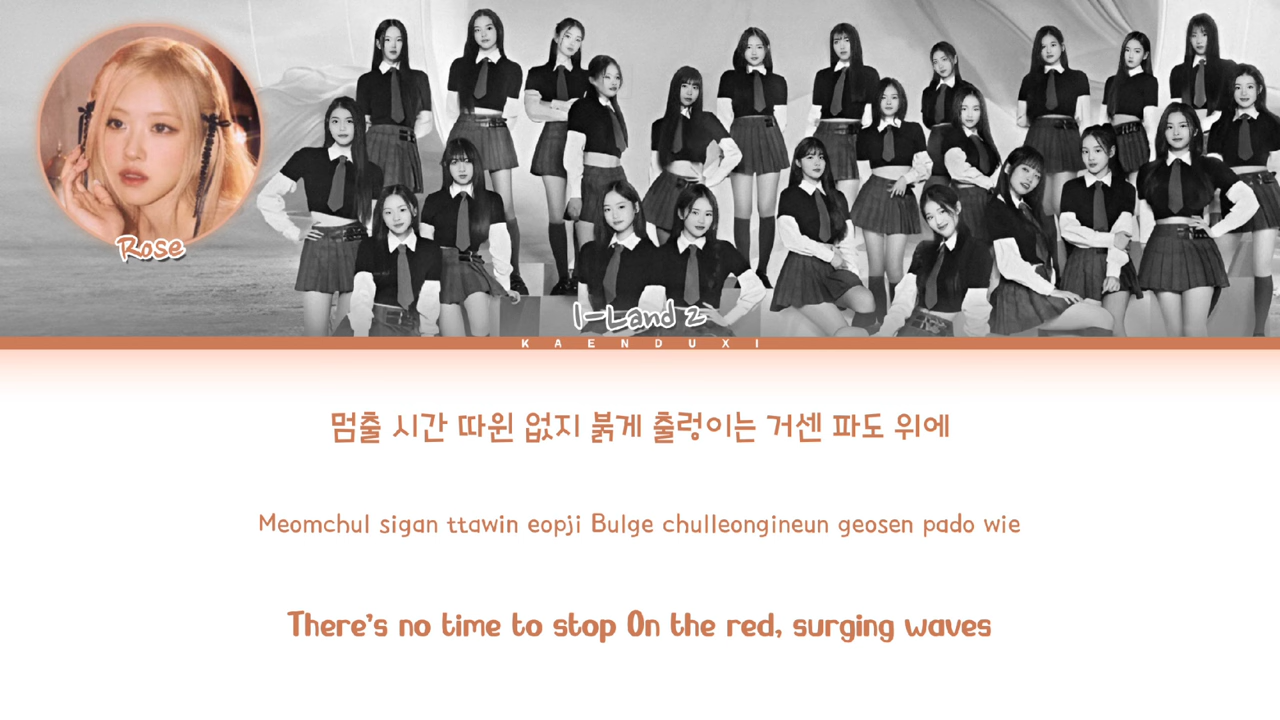 Rose
I-Land 2
KAENDUXI
멈출 시간 따윈 없지 붉게 출렁이는 거센 파도 위에
Meomchul sigan ttawin eopji Bulge chulleongineun geosen pado wie
There's no time to stop On the red, surging waves